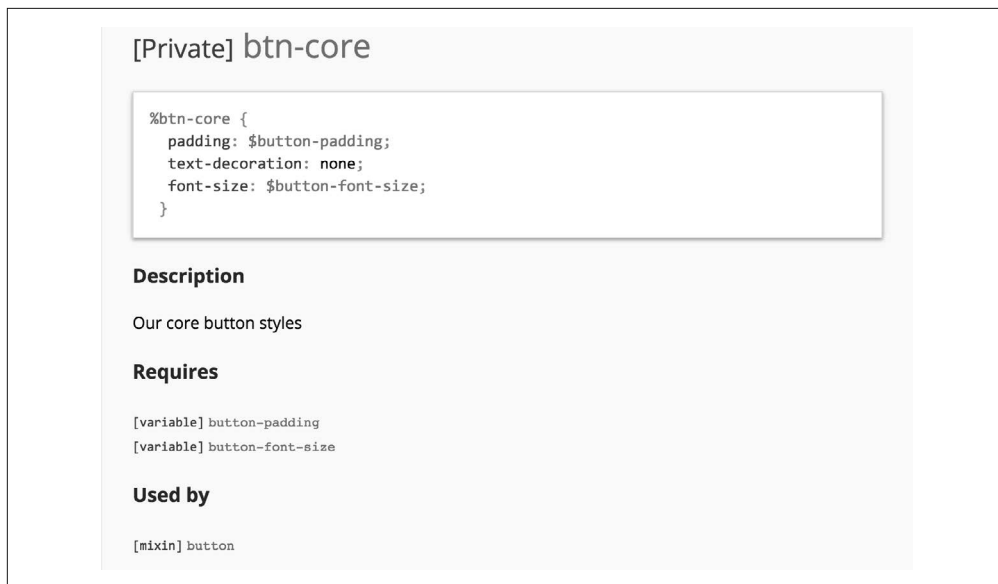 [Private] btn-core
%btn-core {
padding: $button-padding;
text-decoration: none;
font-size: $button-font-size;
}
Description
Our core button styles
Requires
[variable] button-padding
[variable] button-font-size
Used by
[mixin] button